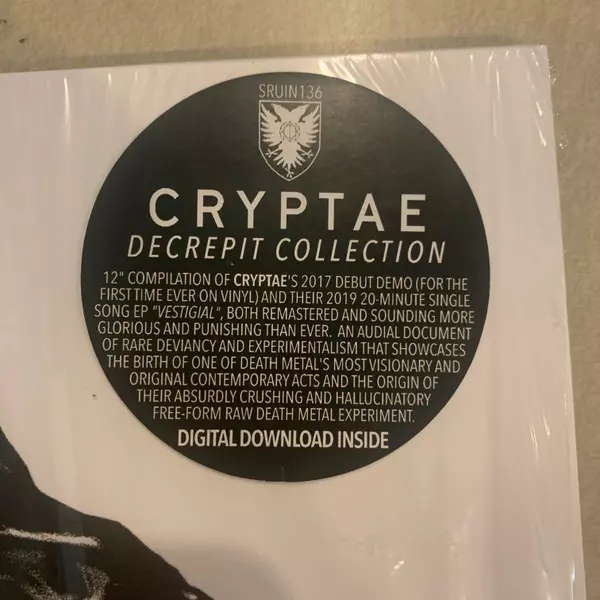 SRUIN136
CRYPTAE
DECREPIT COLLECTION
12" COMPILATION OF CRYPTAE'S 2017 DEBUT DEMO (FOR THE
FIRST TIME EVER ON VINYL) AND THEIR 2019 20-MINUTE SINGLE
SONG EP "VESTIGIAL", BOTH REMASTERED AND SOUNDING MORE
GLORIOUS AND PUNISHING THAN EVER. AN AUDIAL DOCUMENT
OF RARE DEVIANCY AND EXPERIMENTALISM THAT SHOWCASES
THE BIRTH OF ONE OF DEATH METAL'S MOST VISIONARY AND
ORIGINAL CONTEMPORARY ACTS AND THE ORIGIN OF
THEIR ABSURDLY CRUSHING AND HALLUCINATORY
FREE-FORM RAW DEATH METAL EXPERIMENT.
DIGITAL DOWNLOAD INSIDE